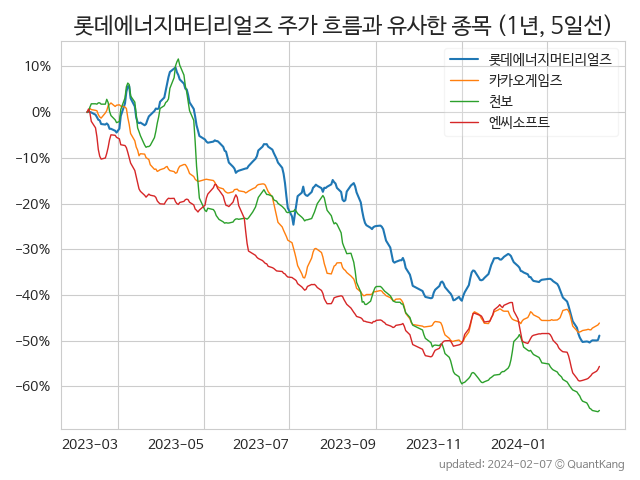 롯데에너지머티리얼즈 주가 흐름과 유사한 종목 (1년, 5일선)
롯데에너지머티리얼즈
카카오게임즈
천보
엔씨소프트
10%
0%
−10%
−20%
−30%
−40%
−50%
−60%
2023-03 2023-05 2023-07 2023-09 2023-11 2024-01
updated: 2024-02-07 © QuantKang